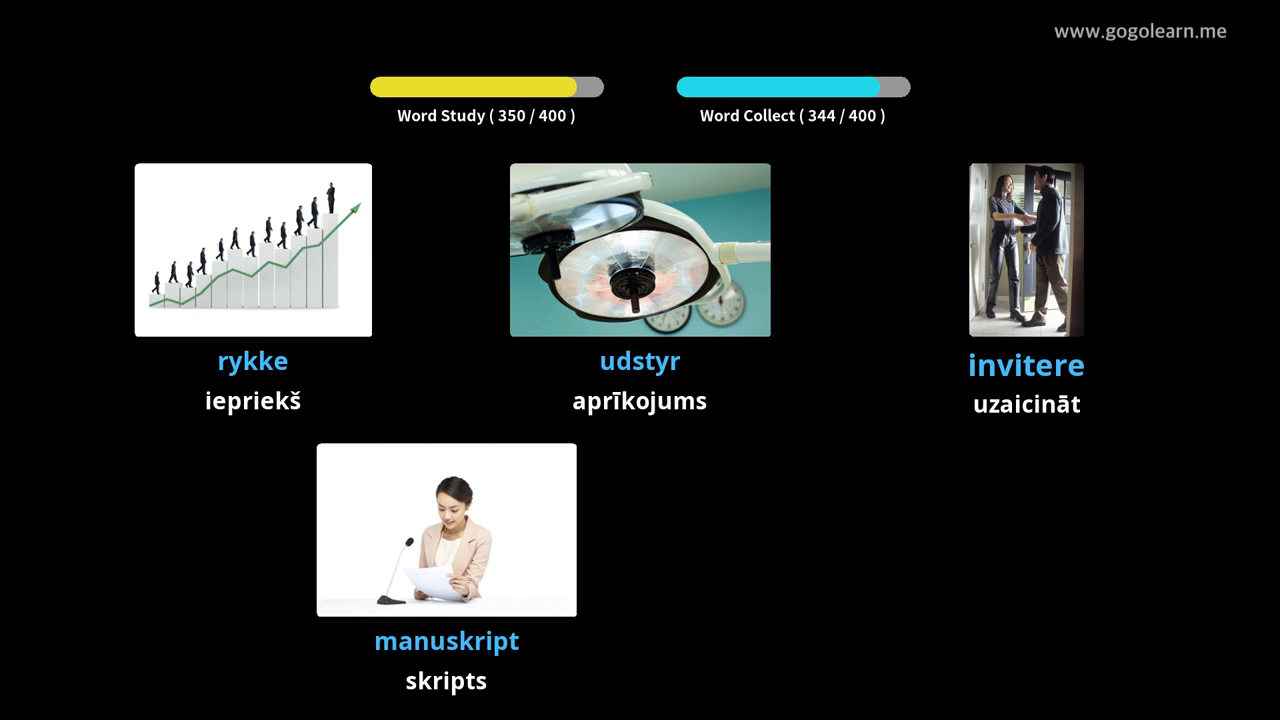 www.gogolearn.me
Word Study ( 350 / 400 )
Word Collect ( 344 / 400 )
rykke
iepriekš
udstyr
aprīkojums
invitere
uzaicināt
manuskript
skripts